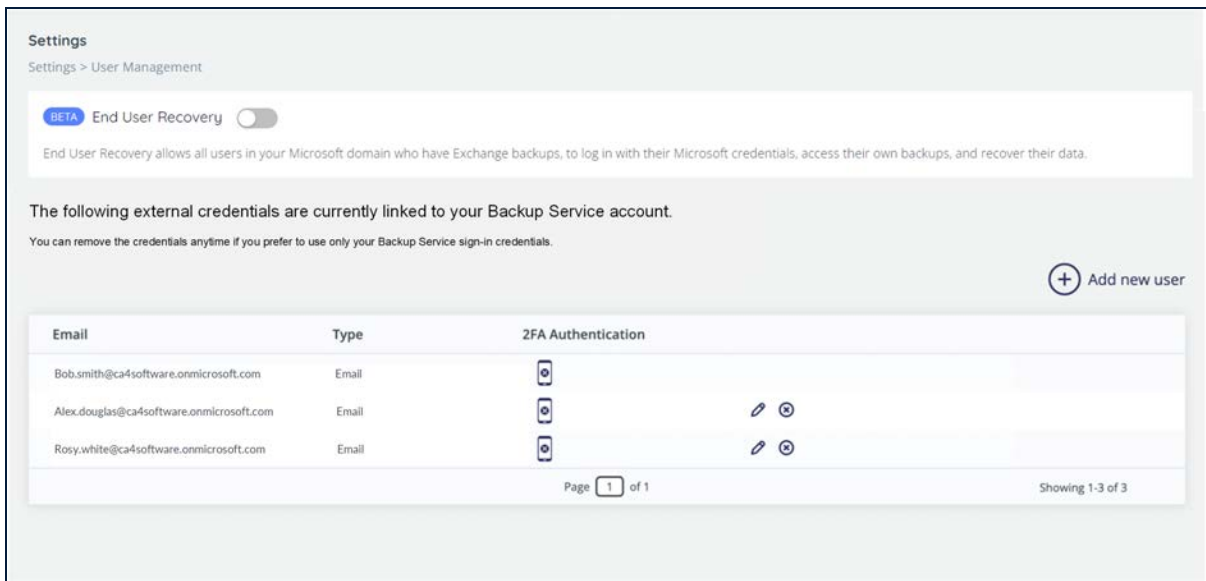 Settings
Settings > User Management
BETA End User Recovery
End User Recovery allows all users in your Microsoft domain who have Exchange backups, to log in with their Microsoft credentials, access their own backups, and recover their data.
The following external credentials are currently linked to your Backup Service account.
You can remove the credentials anytime if you prefer to use only your Backup Service sign-in credentials.
Add new user
Email Type 2FA Authentication
Bob.smith@ca4software.onmicrosoft.com Email
Alex.douglas@ca4software.onmicrosoft.com Email
Rosy.white@ca4software.onmicrosoft.com Email
Page 1 of 1 Showing 1-3 of 3